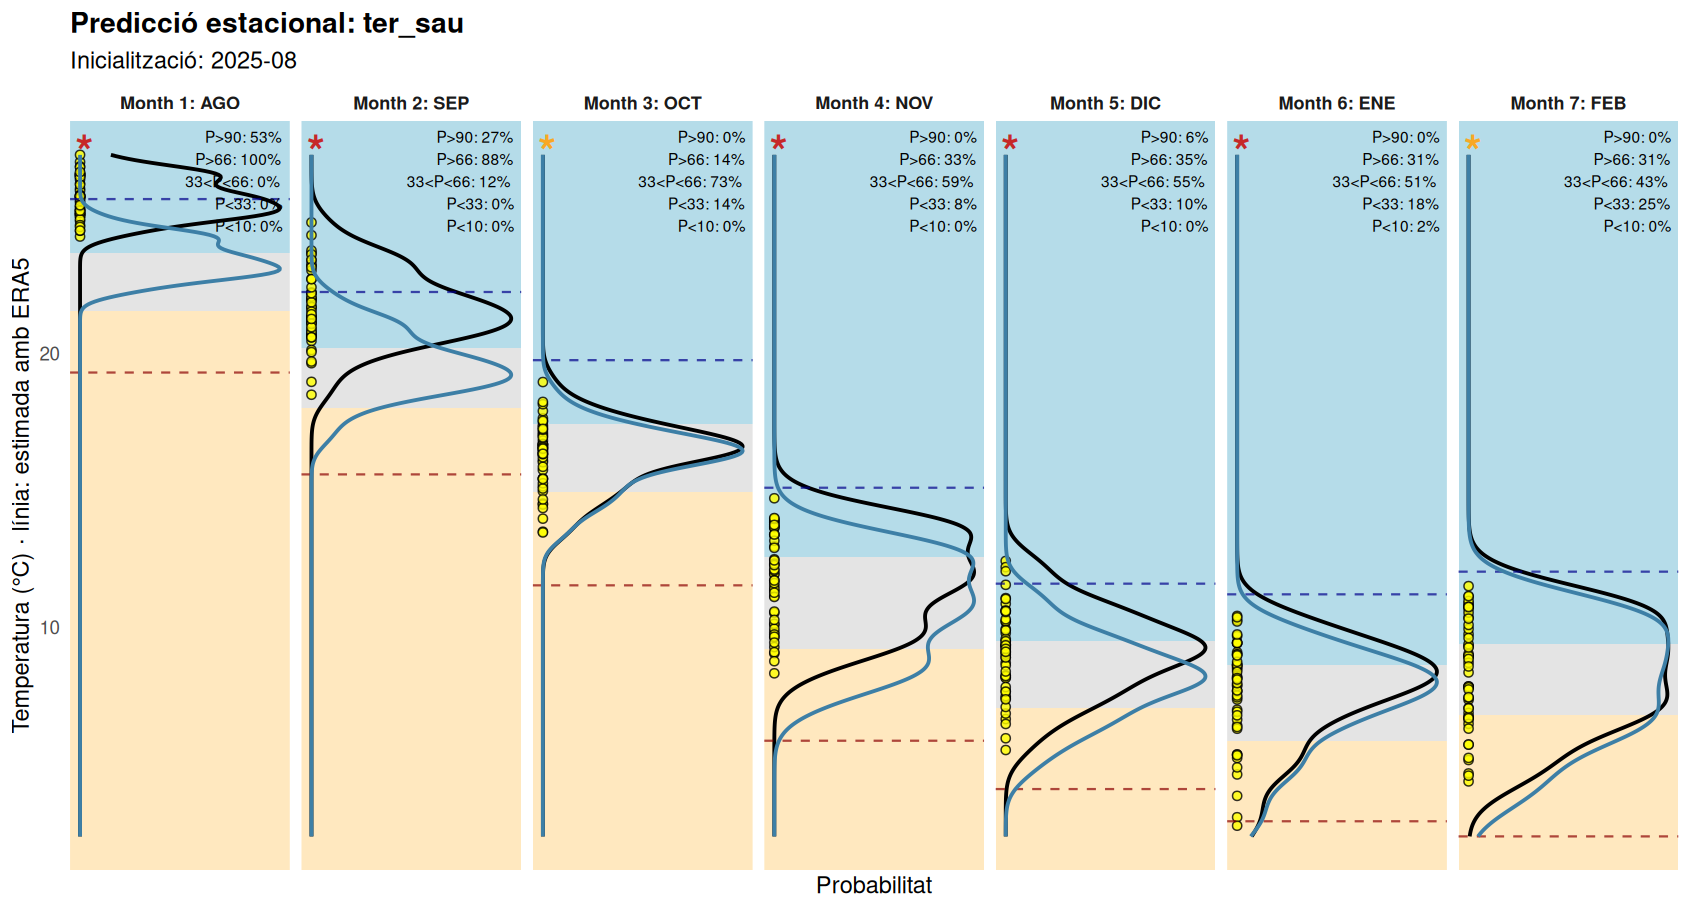 Predicció estacional: ter_sau
Inicialització: 2025-08
Month 1: AGO
Month 2: SEP
Month 3: OCT
Month 4: NOV
Month 5: DIC
Month 6: ENE
Month 7: FEB
* P>90: 53%
P>66: 100%
33<P<66: 0%
P<33: 0%
P<10: 0%
* P>90: 27%
P>66: 88%
33<P<66: 12%
P<33: 0%
P<10: 0%
* P>90: 0%
P>66: 14%
33<P<66: 73%
P<33: 14%
P<10: 0%
* P>90: 0%
P>66: 33%
33<P<66: 59%
P<33: 8%
P<10: 0%
* P>90: 6%
P>66: 35%
33<P<66: 55%
P<33: 10%
P<10: 0%
* P>90: 0%
P>66: 31%
33<P<66: 51%
P<33: 18%
P<10: 2%
* P>90: 0%
P>66: 31%
33<P<66: 43%
P<33: 25%
P<10: 0%
Temperatura (°C) · línia: estimada amb ERA5
20
10
Probabilitat